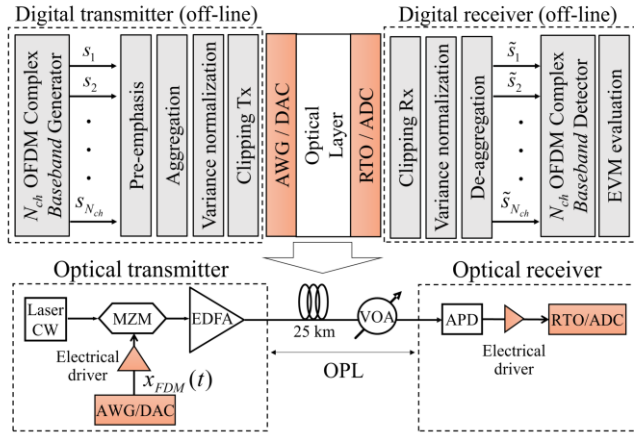 Digital transmitter (off-line)
Digital receiver (off-line)
N_ch OFDM Complex
Baseband Generator
s_1
s_2
s_{N_ch}
Pre-emphasis
Aggregation
Variance normalization
Clipping Tx
AWG / DAC
Optical
Layer
RTO / ADC
Clipping Rx
Variance normalization
De-aggregation
s̃_1
s̃_2
s̃_{N_ch}
N_ch OFDM Complex
Baseband Detector
EVM evaluation
Optical transmitter
Optical receiver
Laser
CW
MZM
EDFA
25 km
VOA
APD
RTO/ADC
Electrical
driver
Electrical
driver
x_FDM(t)
OPL
AWG/DAC